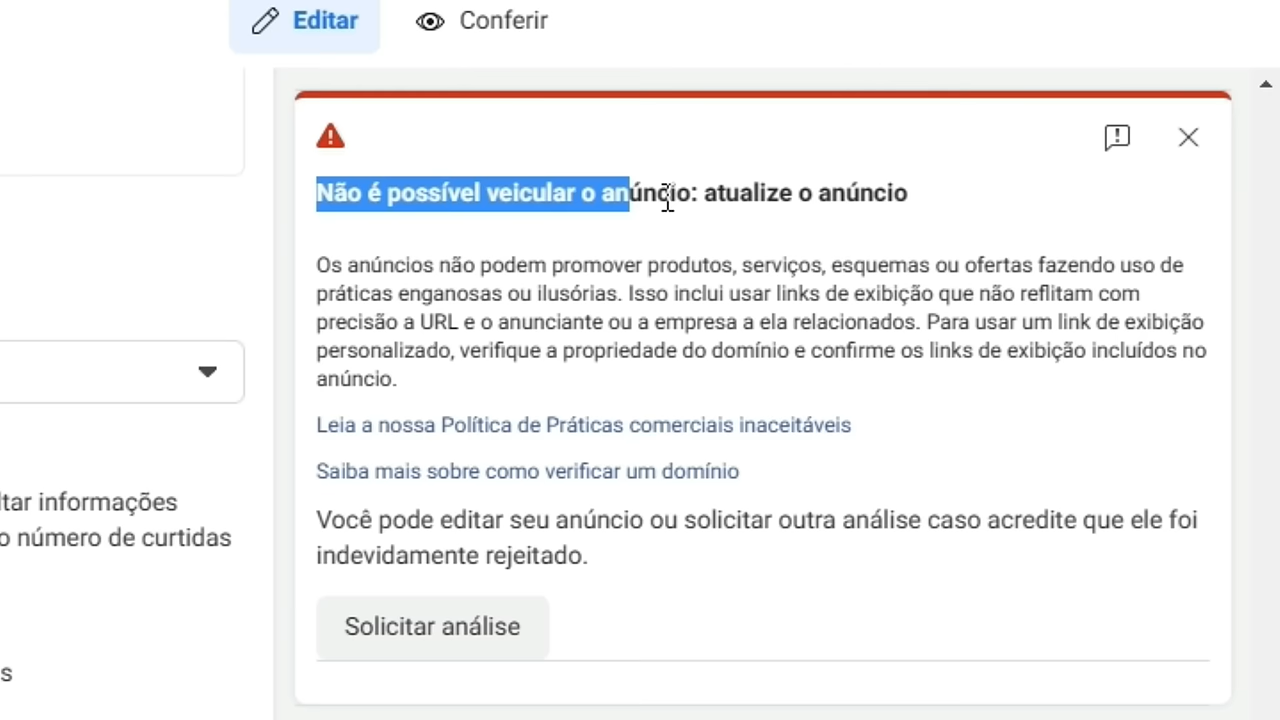 Editar
Conferir
Não é possível veicular o anúncio: atualize o anúncio
Os anúncios não podem promover produtos, serviços, esquemas ou ofertas fazendo uso de
práticas enganosas ou ilusórias. Isso inclui usar links de exibição que não reflitam com
precisão a URL e o anunciante ou a empresa a ela relacionados. Para usar um link de exibição
personalizado, verifique a propriedade do domínio e confirme os links de exibição incluídos no
anúncio.
Leia a nossa Política de Práticas comerciais inaceitáveis
Saiba mais sobre como verificar um domínio
Você pode editar seu anúncio ou solicitar outra análise caso acredite que ele foi
indevidamente rejeitado.
Solicitar análise
ltar informações
o número de curtidas
s